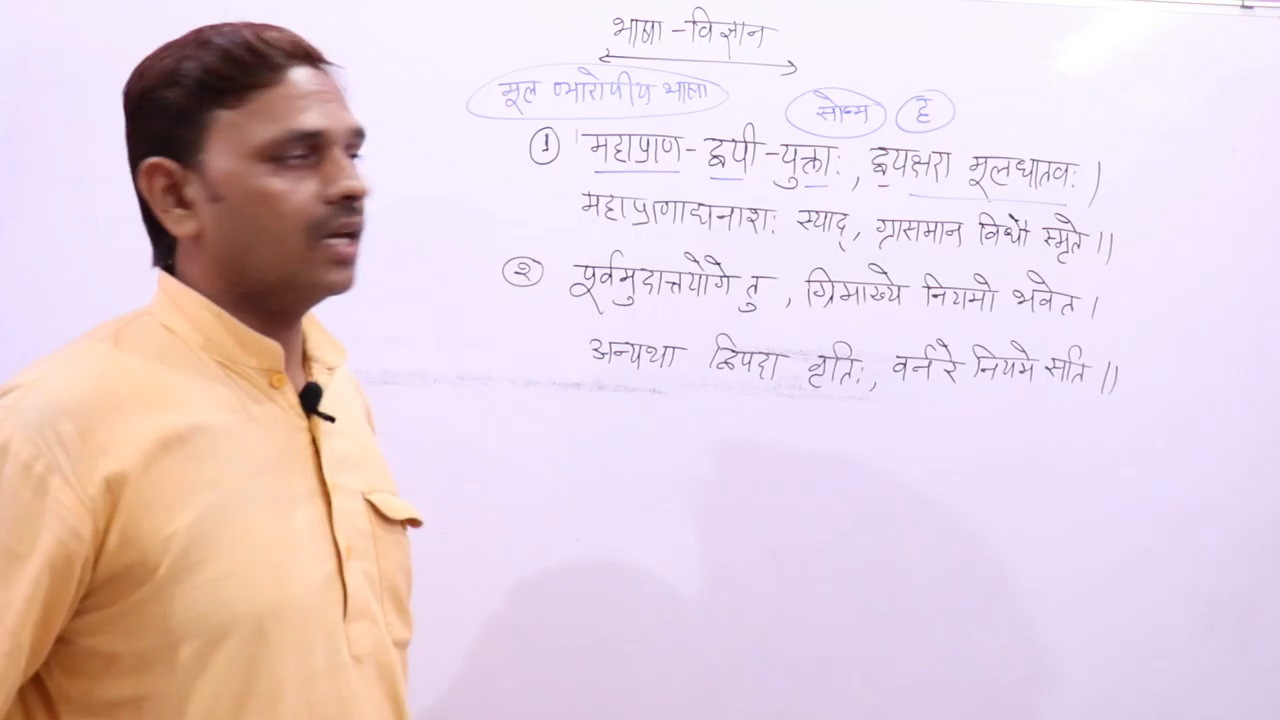 भाषा-विज्ञान
मूल भारोपीय भाषा
सोष्म ह
① महाप्राण-द्वयी-युक्ताः, द्वयक्षरा मूलधातवः।
महाप्राणाद्यनाशः स्याद्, ग्रासमान विधौ स्मृते॥
② पूर्वमुदात्तयोगे तु, ग्रिमाख्ये नियमो भवेत।
अन्यथा द्विपदा वृतिः, वर्नरे नियमे सति॥